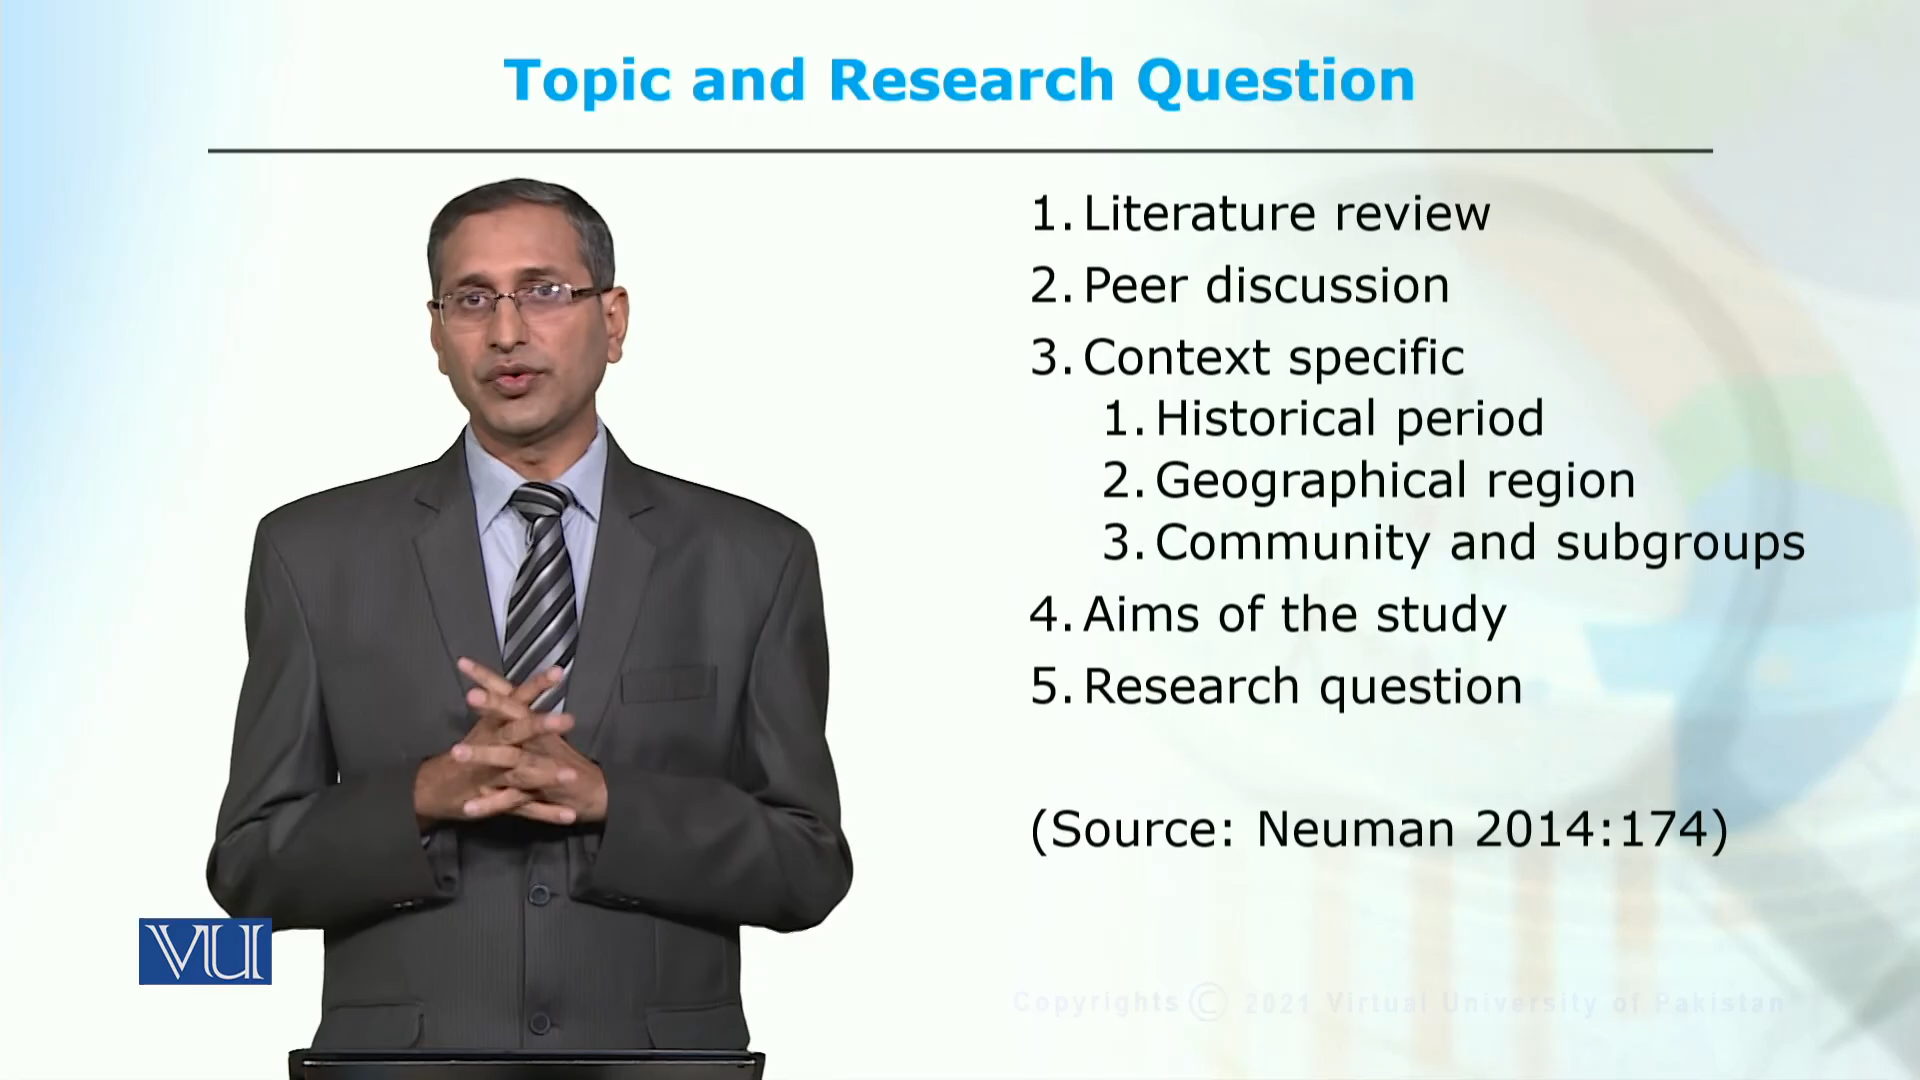 Topic and Research Question
1. Literature review
2. Peer discussion
3. Context specific
1. Historical period
2. Geographical region
3. Community and subgroups
4. Aims of the study
5. Research question
(Source: Neuman 2014:174)
VU
Copyrights © 2021 Virtual University of Pakistan